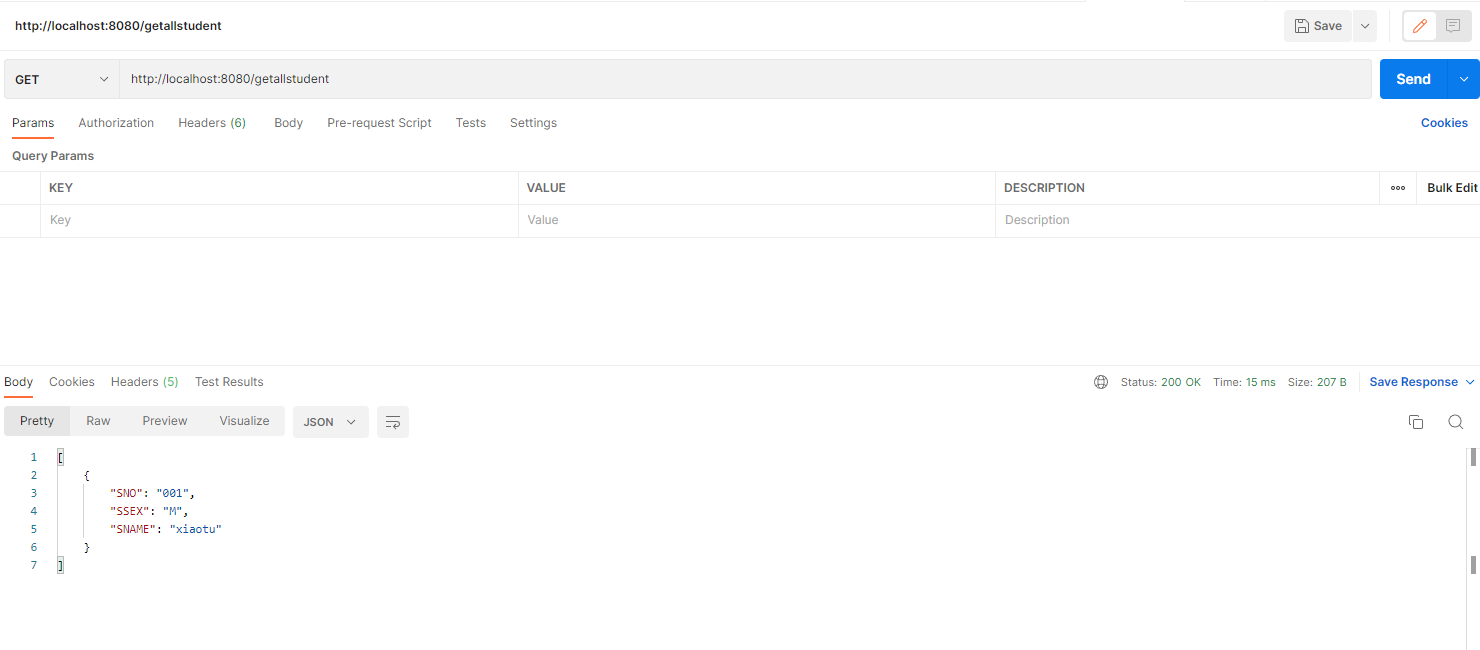 http://localhost:8080/getallstudent Save
GET http://localhost:8080/getallstudent Send
Params Authorization Headers (6) Body Pre-request Script Tests Settings Cookies
Query Params
KEY VALUE DESCRIPTION ooo Bulk Edit
Key Value Description
Body Cookies Headers (5) Test Results Status: 200 OK Time: 15 ms Size: 207 B Save Response
Pretty Raw Preview Visualize JSON
1 [
2 {
3 "SNO": "001",
4 "SSEX": "M",
5 "SNAME": "xiaotu"
6 }
7 ]